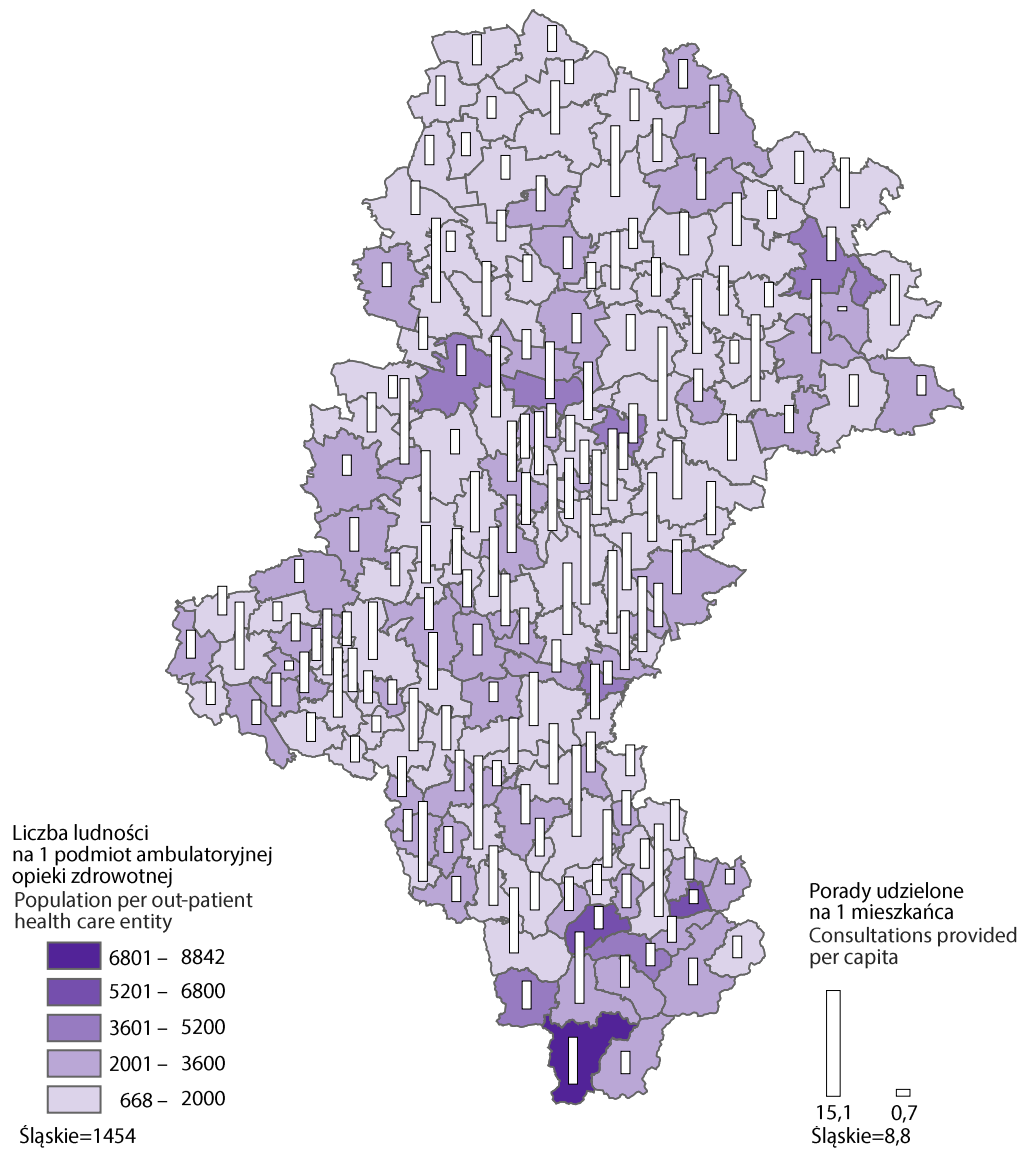 Liczba ludności
na 1 podmiot ambulatoryjnej
opieki zdrowotnej
Population per out-patient
health care entity
6801 – 8842
5201 – 6800
3601 – 5200
2001 – 3600
668 – 2000
Śląskie=1454
Porady udzielone
na 1 mieszkańca
Consultations provided
per capita
15,1 0,7
Śląskie=8,8